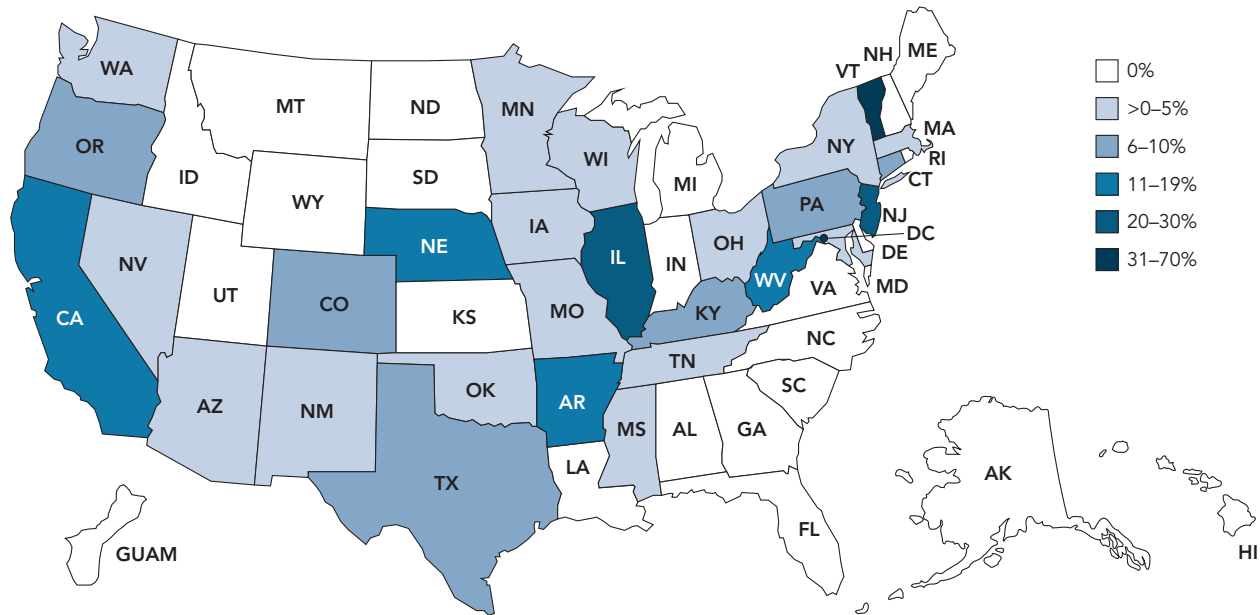 ME
NH
VT
WA
MT
ND
MN
OR
ID
SD
WI
NY
MA
RI
CT
WY
MI
PA
NJ
IA
NE
OH
DC
DE
NV
IL
IN
WV
MD
UT
CO
VA
CA
KS
MO
KY
NC
TN
OK
AZ
NM
AR
SC
MS
AL
GA
LA
TX
AK
FL
GUAM
HI
0%
>0–5%
6–10%
11–19%
20–30%
31–70%